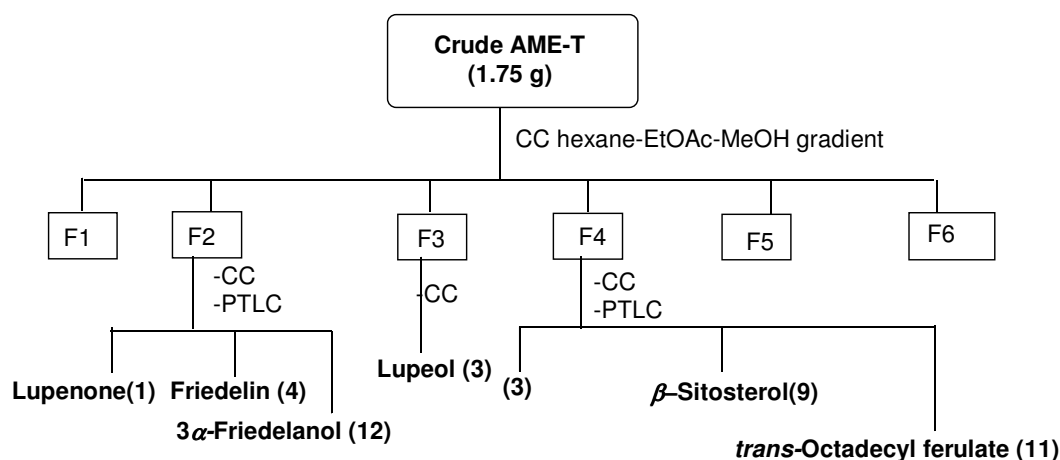 Crude AME-T
(1.75 g)
CC hexane-EtOAc-MeOH gradient
F1
F2
F3
F4
F5
F6
-CC
-PTLC
-CC
-CC
-PTLC
Lupenone(1)
Friedelin (4)
3α-Friedelanol (12)
Lupeol (3)
(3)
β–Sitosterol(9)
trans-Octadecyl ferulate (11)